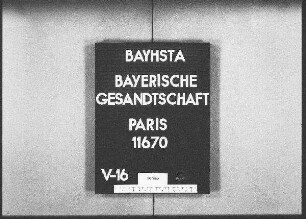 BAYHSTA
BAYERISCHE
GESANDTSCHAFT
PARIS
11670
V-16